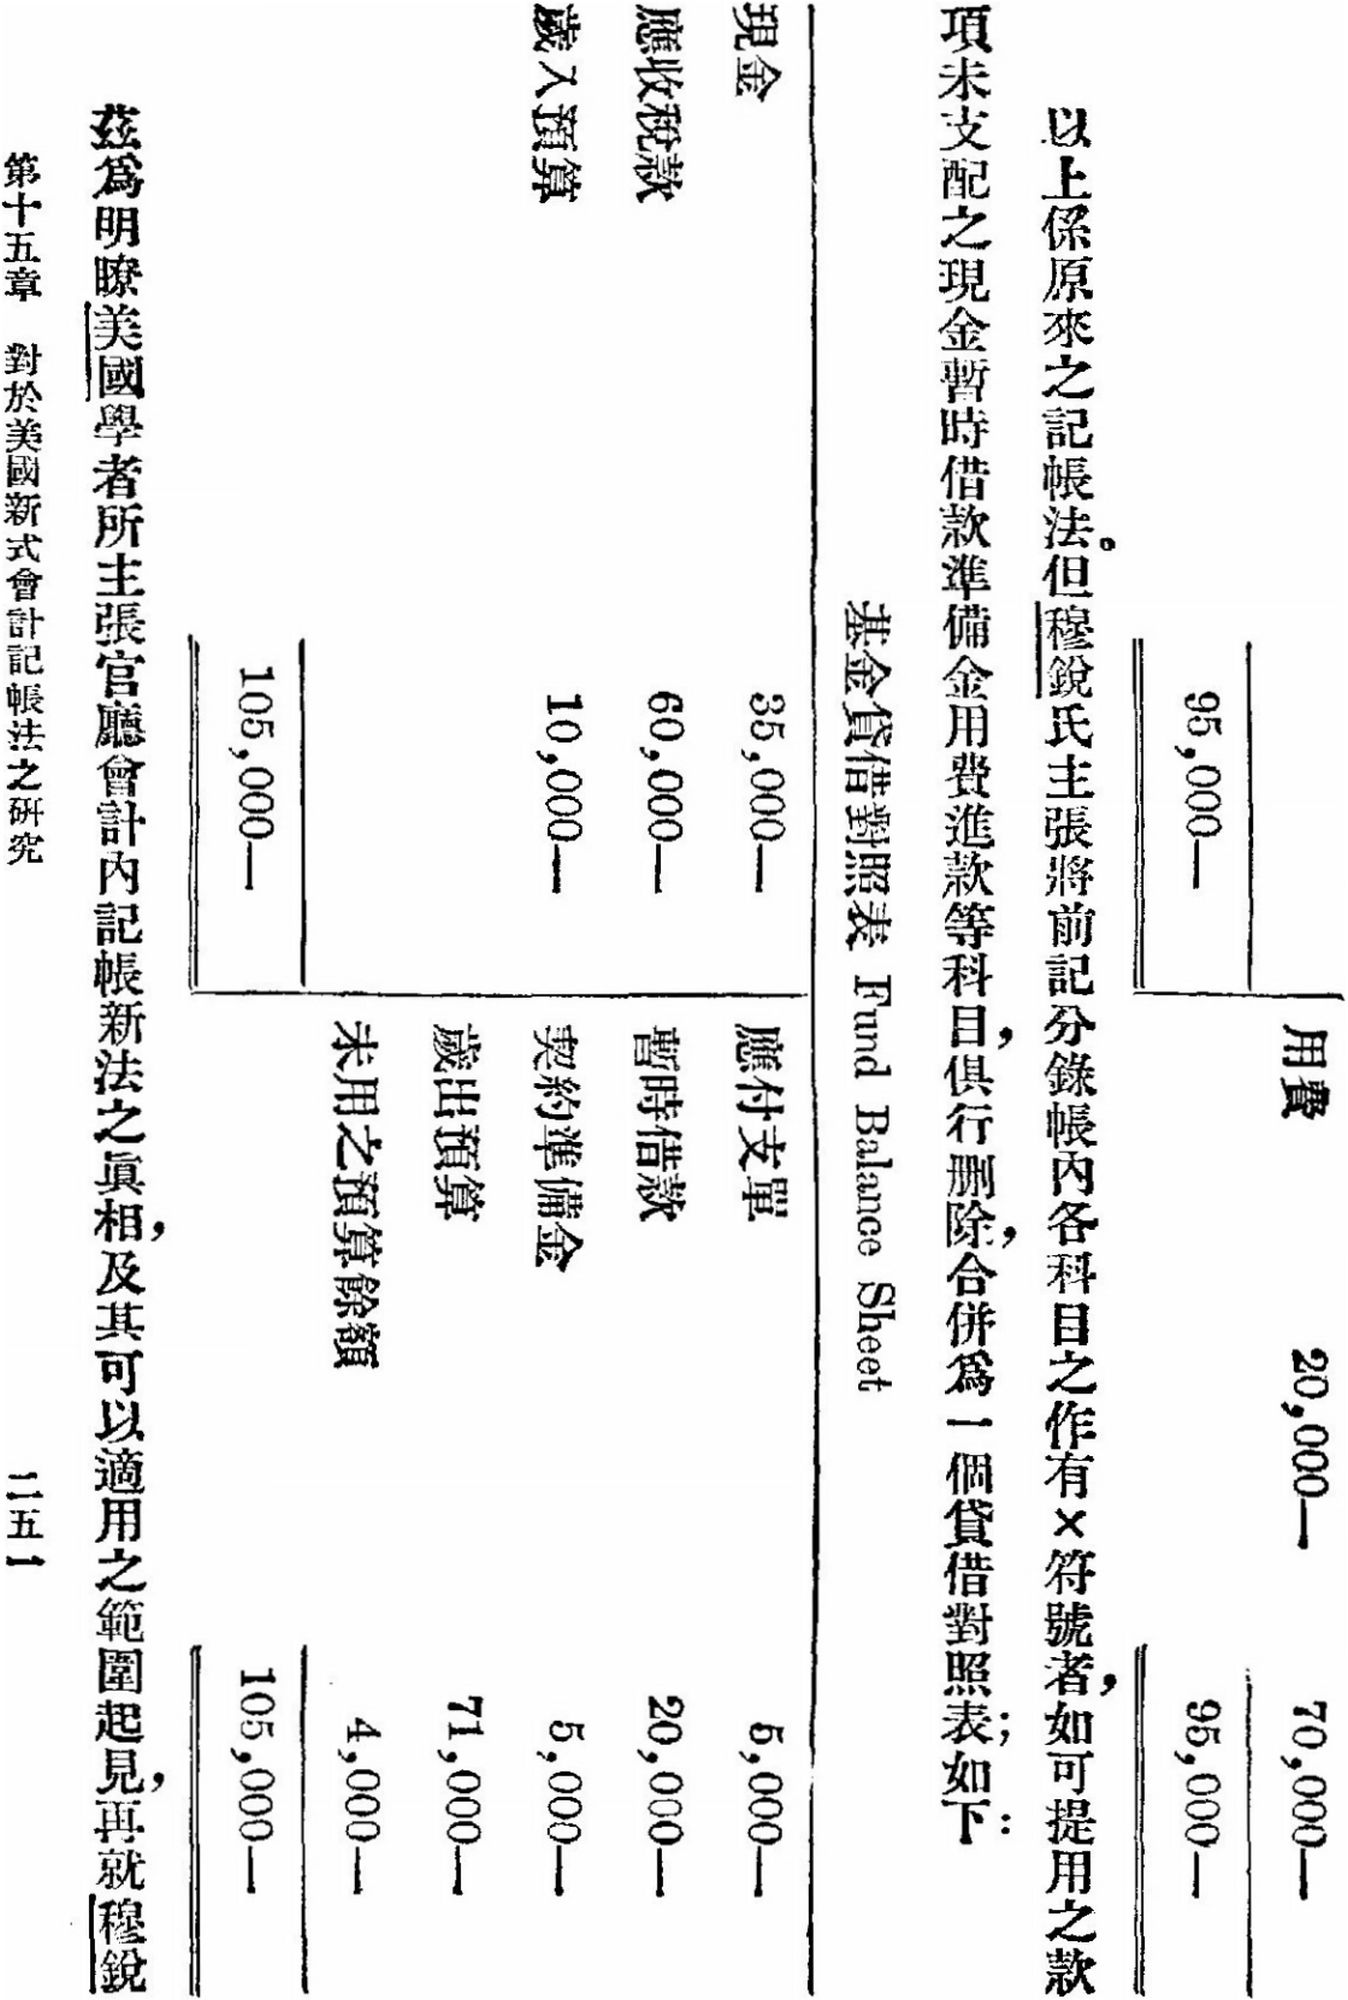 用費 20,000— 70,000—
95,000— 95,000—
以上係原來之記帳法。但穆銳氏主張將前記分錄帳內各科目之作有×符號者，如可提用之款
項未支配之現金暫時借款準備金用費進款等科目，俱行刪除，合併爲一個貸借對照表；如下：
基金貸借對照表 Fund Balance Sheet
現金 35,000— 應付支單 5,000—
應收稅款 60,000— 暫時借款 20,000—
歲入預算 10,000— 契約準備金 5,000—
歲出預算 71,000—
未用之預算餘額 4,000—
105,000— 105,000—
茲爲明瞭美國學者所主張官廳會計內記帳新法之眞相，及其可以適用之範圍起見，再就穆銳
第十五章 對於美國新式會計記帳法之研究 二五一